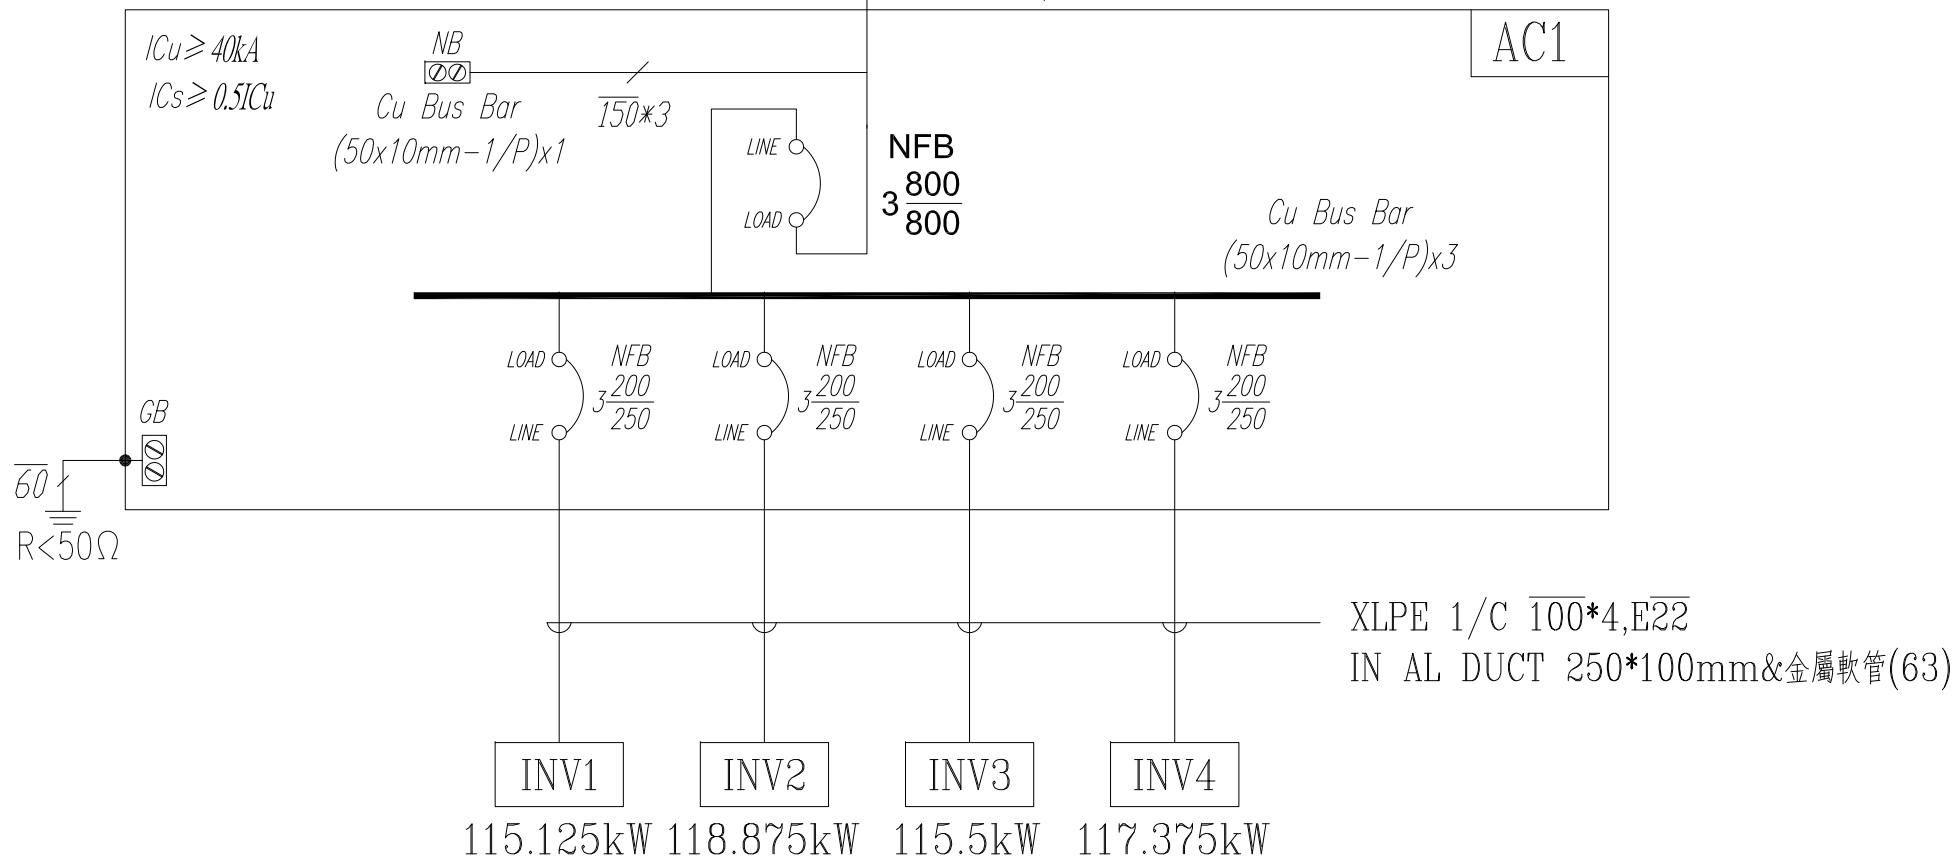 ICu≥40kA
ICs≥0.5ICu
NB
Cu Bus Bar
(50x10mm-1/P)x1
150*3
AC1
LINE
LOAD
NFB
3 800
800
Cu Bus Bar
(50x10mm-1/P)x3
LOAD
LINE
NFB
3 200
250
LOAD
LINE
NFB
3 200
250
LOAD
LINE
NFB
3 200
250
LOAD
LINE
NFB
3 200
250
GB
60
R<50Ω
XLPE 1/C 100*4,E22
IN AL DUCT 250*100mm&金屬軟管(63)
INV1
INV2
INV3
INV4
115.125kW
118.875kW
115.5kW
117.375kW